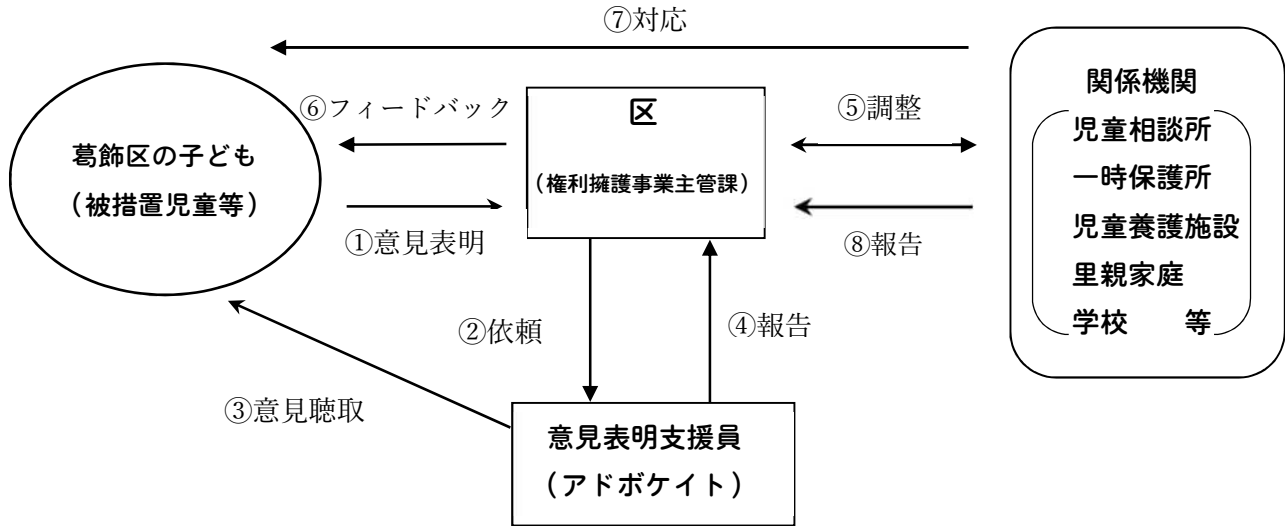 ⑦対応
葛飾区の子ども
(被措置児童等)
⑥フィードバック
①意見表明
区
(権利擁護事業主管課)
⑤調整
⑧報告
関係機関
児童相談所
一時保護所
児童養護施設
里親家庭
学校 等
②依頼
④報告
③意見聴取
意見表明支援員
(アドボケイト)